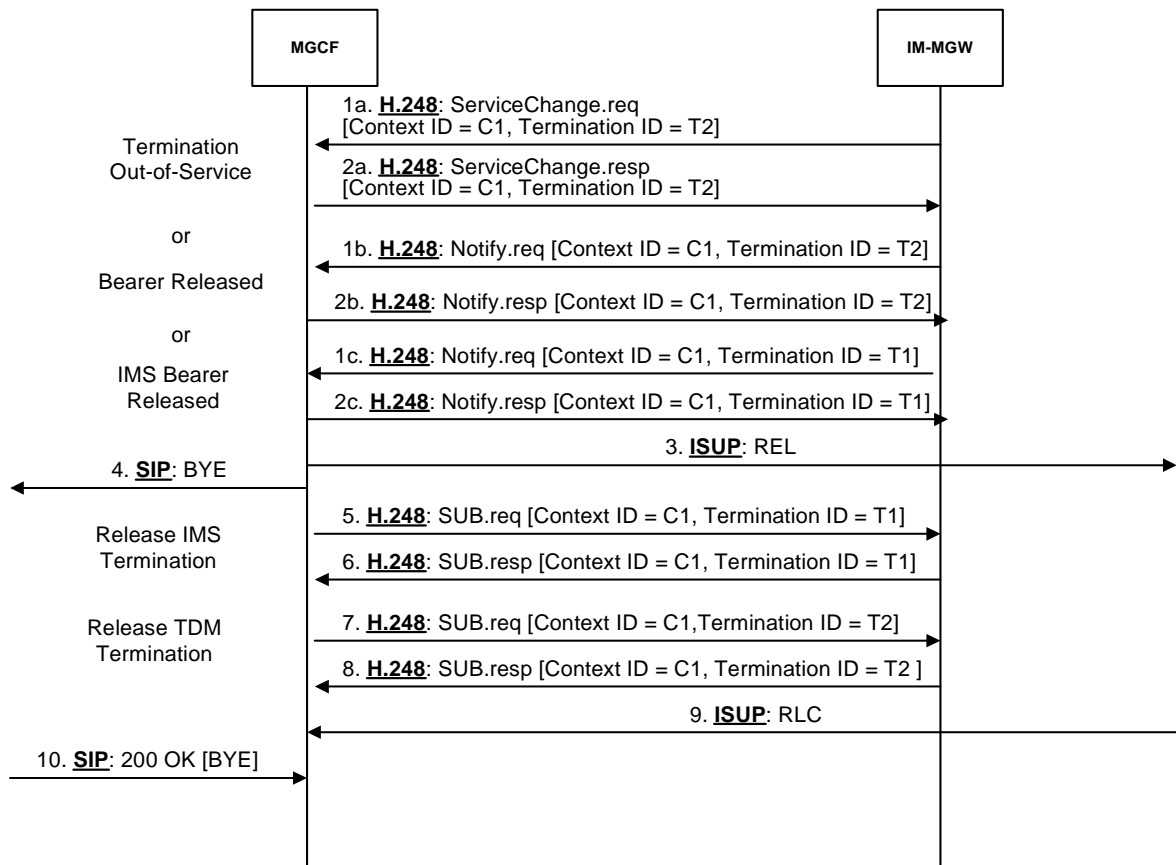 MGCF
IM-MGW
1a. H.248: ServiceChange.req
[Context ID = C1, Termination ID = T2]
Termination
Out-of-Service
2a. H.248: ServiceChange.resp
[Context ID = C1, Termination ID = T2]
or
1b. H.248: Notify.req [Context ID = C1, Termination ID = T2]
Bearer Released
2b. H.248: Notify.resp [Context ID = C1, Termination ID = T2]
or
1c. H.248: Notify.req [Context ID = C1, Termination ID = T1]
IMS Bearer
Released
2c. H.248: Notify.resp [Context ID = C1, Termination ID = T1]
3. ISUP: REL
4. SIP: BYE
5. H.248: SUB.req [Context ID = C1, Termination ID = T1]
Release IMS
Termination
6. H.248: SUB.resp [Context ID = C1, Termination ID = T1]
7. H.248: SUB.req [Context ID = C1,Termination ID = T2]
Release TDM
Termination
8. H.248: SUB.resp [Context ID = C1, Termination ID = T2 ]
9. ISUP: RLC
10. SIP: 200 OK [BYE]